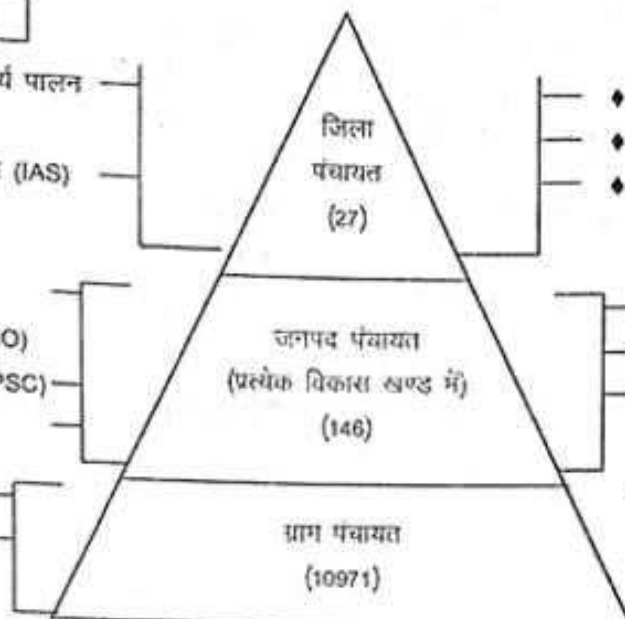 र्य पालन
(IAS)
जिला
पंचायत
(27)
O)
PSC)
जनपद पंचायत
(प्रत्येक विकास खण्ड में)
(146)
ग्राम पंचायत
(10971)